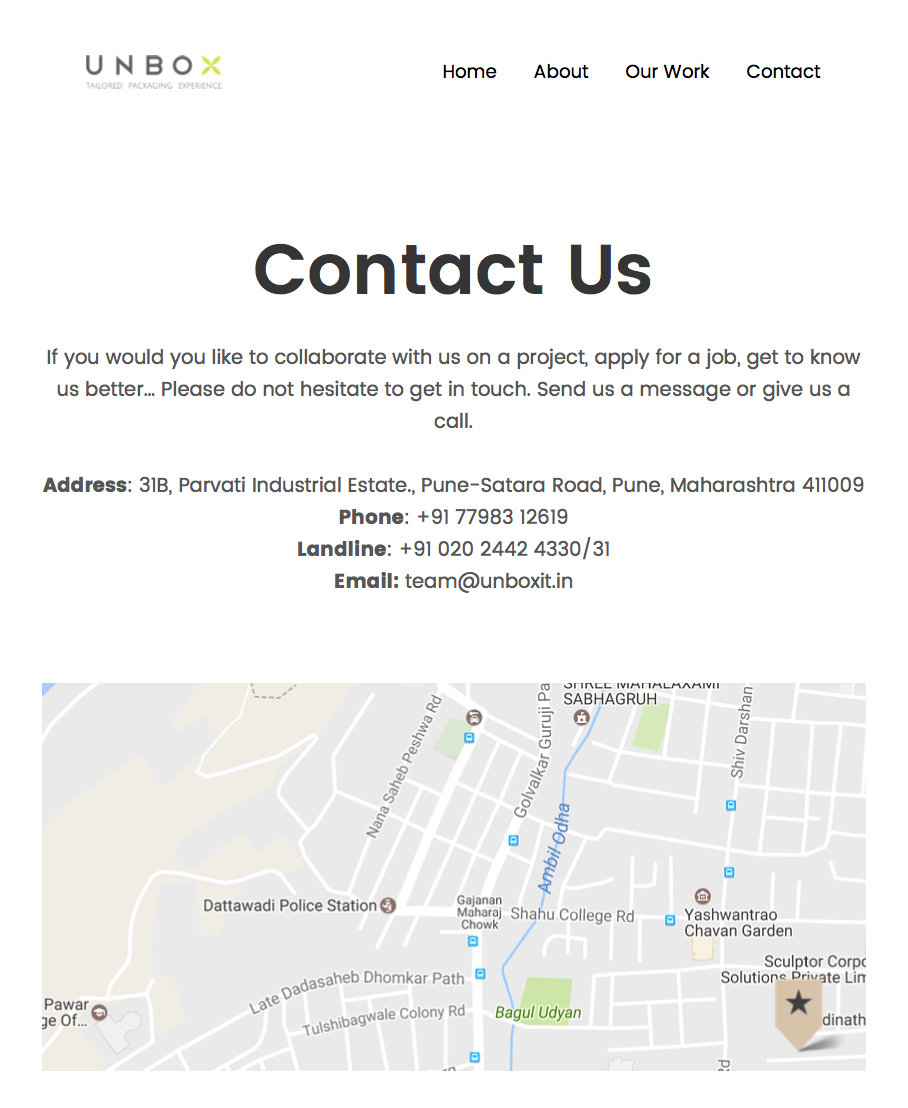 UNBOX
TAILORED PACKAGING EXPERIENCE
Home About Our Work Contact
Contact Us
If you would you like to collaborate with us on a project, apply for a job, get to know
us better... Please do not hesitate to get in touch. Send us a message or give us a
call.
Address: 31B, Parvati Industrial Estate., Pune-Satara Road, Pune, Maharashtra 411009
Phone: +91 77983 12619
Landline: +91 020 2442 4330/31
Email: team@unboxit.in
SHREE MAHALAXAMI
SABHAGRUH
Nana Saheb Peshwa Rd
Golvalkar Guruji Pa
Shiv Darshan
Ambil Odha
Dattawadi Police Station
Gajanan
Maharaj
Chowk
Shahu College Rd
Yashwantrao
Chavan Garden
Sculptor Corpo
Solutions Private Lim
Late Dadasaheb Dhomkar Path
Pawar
ge Of...
Tulshibagwale Colony Rd
Bagul Udyan
dinath
Rd